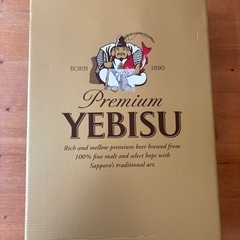 BORN 1890
Premium
YEBISU
Rich and mellow premium beer brewed from
100% fine malt and select hops with
Sapporo's traditional art.